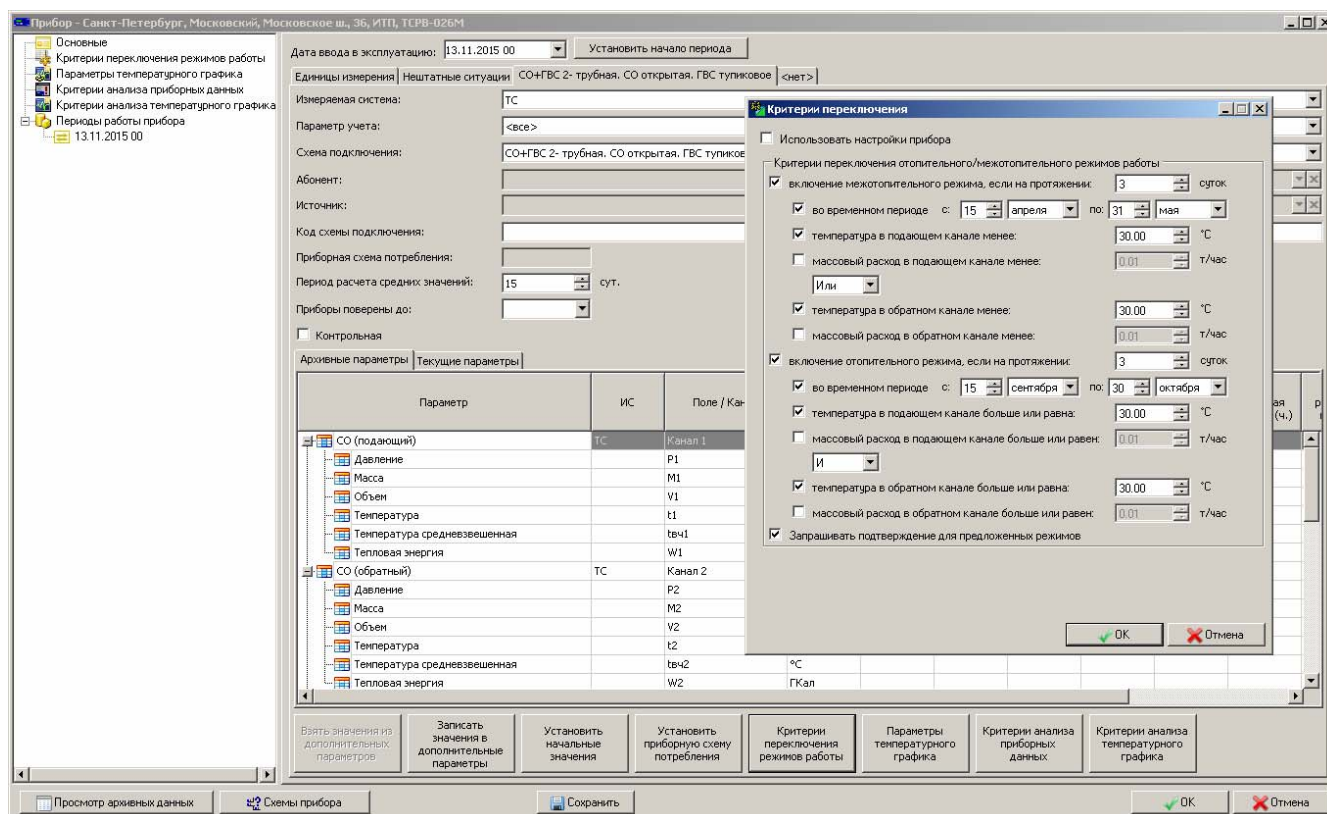 Прибор - Санкт-Петербург, Московский, Московское ш., 36, ИТП, ТСРВ-026М
Основные
Критерии переключения режимов работы
Параметры температурного графика
Критерии анализа приборных данных
Критерии анализа температурного графика
Периоды работы прибора
13.11.2015 00
Дата ввода в эксплуатацию: 13.11.2015 00 Установить начало периода
Единицы измерения Нештатные ситуации СО+ГВС 2- трубная. СО открытая. ГВС тупиковое <нет>
Измеряемая система: ТС
Параметр учета: <все>
Схема подключения: СО+ГВС 2- трубная. СО открытая. ГВС тупиков
Абонент:
Источник:
Код схемы подключения:
Приборная схема потребления:
Период расчета средних значений: 15 сут.
Приборы поверены до:
Контрольная
Архивные параметры Текущие параметры
Параметр ИС Поле / Кан
ая
(ч.)
СО (подающий) ТС Канал 1
Давление P1
Масса M1
Объем V1
Температура t1
Температура средневзвешенная tвч1
Тепловая энергия W1
СО (обратный) ТС Канал 2
Давление P2
Масса M2
Объем V2
Температура t2
Температура средневзвешенная tвч2 °C
Тепловая энергия W2 ГКал
Критерии переключения
Использовать настройки прибора
Критерии переключения отопительного/межотопительного режимов работы
включение межотопительного режима, если на протяжении: 3 суток
во временном периоде с: 15 апреля по: 31 мая
температура в подающем канале менее: 30.00 °C
массовый расход в подающем канале менее: 0.01 т/час
Или
температура в обратном канале менее: 30.00 °C
массовый расход в обратном канале менее: 0.01 т/час
включение отопительного режима, если на протяжении: 3 суток
во временном периоде с: 15 сентября по: 30 октября
температура в подающем канале больше или равна: 30.00 °C
массовый расход в подающем канале больше или равен: 0.01 т/час
И
температура в обратном канале больше или равна: 30.00 °C
массовый расход в обратном канале больше или равен: 0.01 т/час
Запрашивать подтверждение для предложенных режимов
OK Отмена
Взять значения из дополнительных параметров
Записать значения в дополнительные параметры
Установить начальные значения
Установить приборную схему потребления
Критерии переключения режимов работы
Параметры температурного графика
Критерии анализа приборных данных
Критерии анализа температурного графика
Просмотр архивных данных Схемы прибора Сохранить OK Отмена